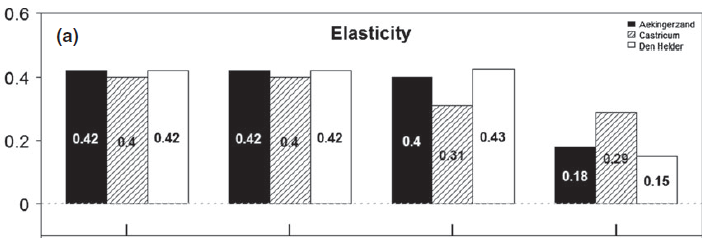 0.6
(a)
Elasticity
Aekingerzand
Castricum
Den Helder
0.4
0.42 0.4 0.42
0.42 0.4 0.42
0.4 0.31 0.43
0.18 0.29 0.15
0.2
0